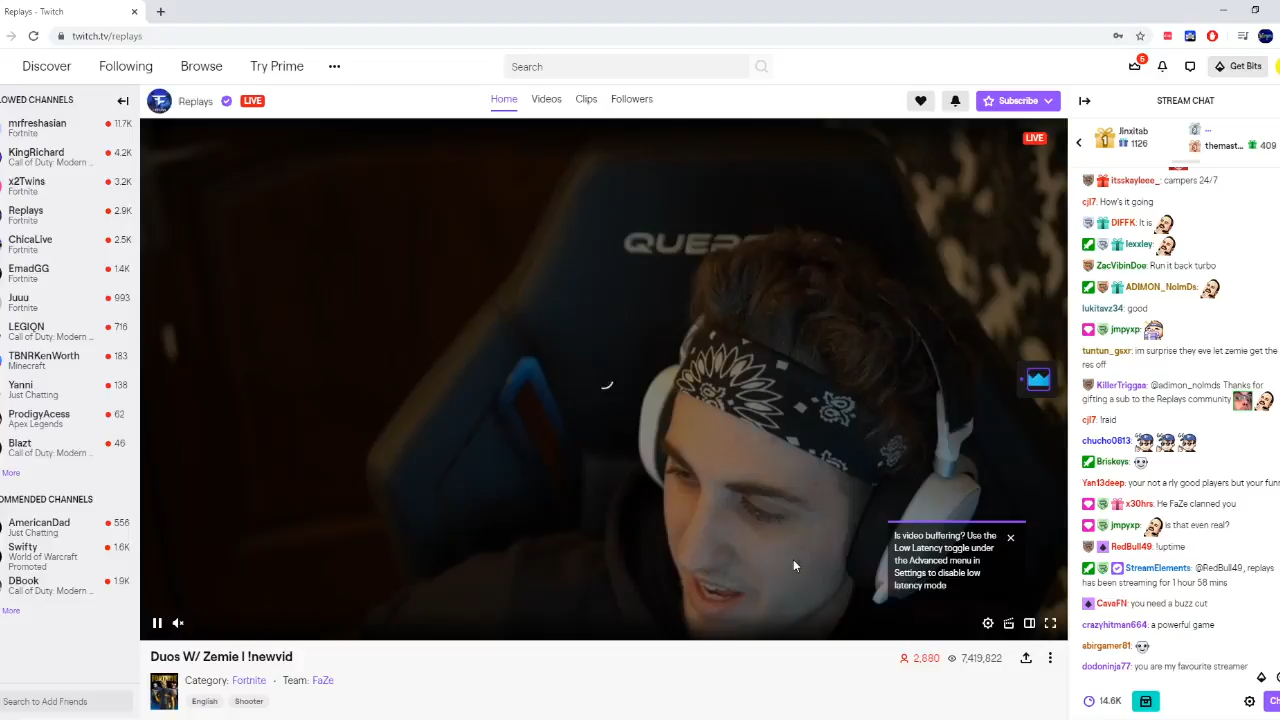 Replays - Twitch
twitch.tv/replays
Discover Following Browse Try Prime ••• Search 5 Get Bits
LOWED CHANNELS
mrfreshasian 11.7K
Fortnite
KingRichard 4.2K
Call of Duty: Modern ...
x2Twins 3.2K
Fortnite
Replays 2.9K
Fortnite
ChicaLive 2.5K
Fortnite
EmadGG 1.4K
Fortnite
Juuu 993
Fortnite
LEGIQN 716
Call of Duty: Modern ...
TBNRKenWorth 183
Minecraft
Yanni 138
Just Chatting
ProdigyAcess 62
Apex Legends
Blazt 46
Call of Duty: Modern ...
More
OMMENDED CHANNELS
AmericanDad 556
Just Chatting
Swifty 1.6K
World of Warcraft
Promoted
DBook 1.9K
Call of Duty: Modern ...
More
Search to Add Friends
Replays LIVE Home Videos Clips Followers Subscribe
LIVE
Is video buffering? Use the
Low Latency toggle under
the Advanced menu in
Settings to disable low
latency mode
Duos W/ Zemie | !newvid 2,680 7,419,822
Category: Fortnite · Team: FaZe
English Shooter
STREAM CHAT
1 Jinxitab
1126
...
themast... 409
itsskayleee_: campers 24/7
cjl7: How's it going
DIFFK: It is
lexxley:
ZacVibinDoe: Run it back turbo
ADIMON_NolmDs:
lukitavz34: good
jmpyxp:
tuntun_gsxr: im surprise they eve let zemie get the
res off
KillerTriggaa: @adimon_nolmds Thanks for
gifting a sub to the Replays community
cjl7: !raid
chucho0813:
Briskeys:
Yan13deep: your not a rly good players but your funr
x30hrs: He FaZe clanned you
jmpyxp: is that even real?
RedBull49: !uptime
StreamElements: @RedBull49, replays
has been streaming for 1 hour 58 mins
CavaFN: you need a buzz cut
crazyhitman664: a powerful game
abirgamer81:
dodoninja77: you are my favourite streamer
14.6K Ch